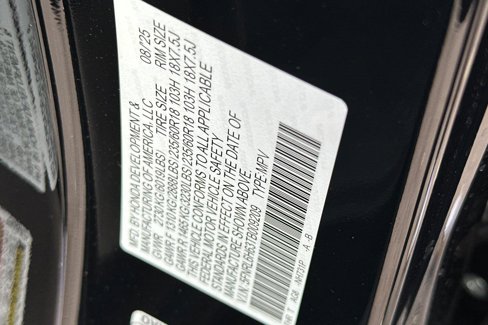 MFD BY HONDA DEVELOPMENT &
MANUFACTURING OF AMERICA, LLC 08/25
TIRE SIZE RIM SIZE
GVWR 2730KG(6019LBS)
GAWR F 1310KG(2888LBS) 235/60R18 103H 18X7.5J
GAWR R 1465KG(3230LBS) 235/60R18 103H 18X7.5J
THIS VEHICLE CONFORMS TO ALL APPLICABLE
FEDERAL MOTOR VEHICLE SAFETY
STANDARDS IN EFFECT ON THE DATE OF
MANUFACTURE SHOWN ABOVE.
V.I.N.: TYPE:MPV
A B